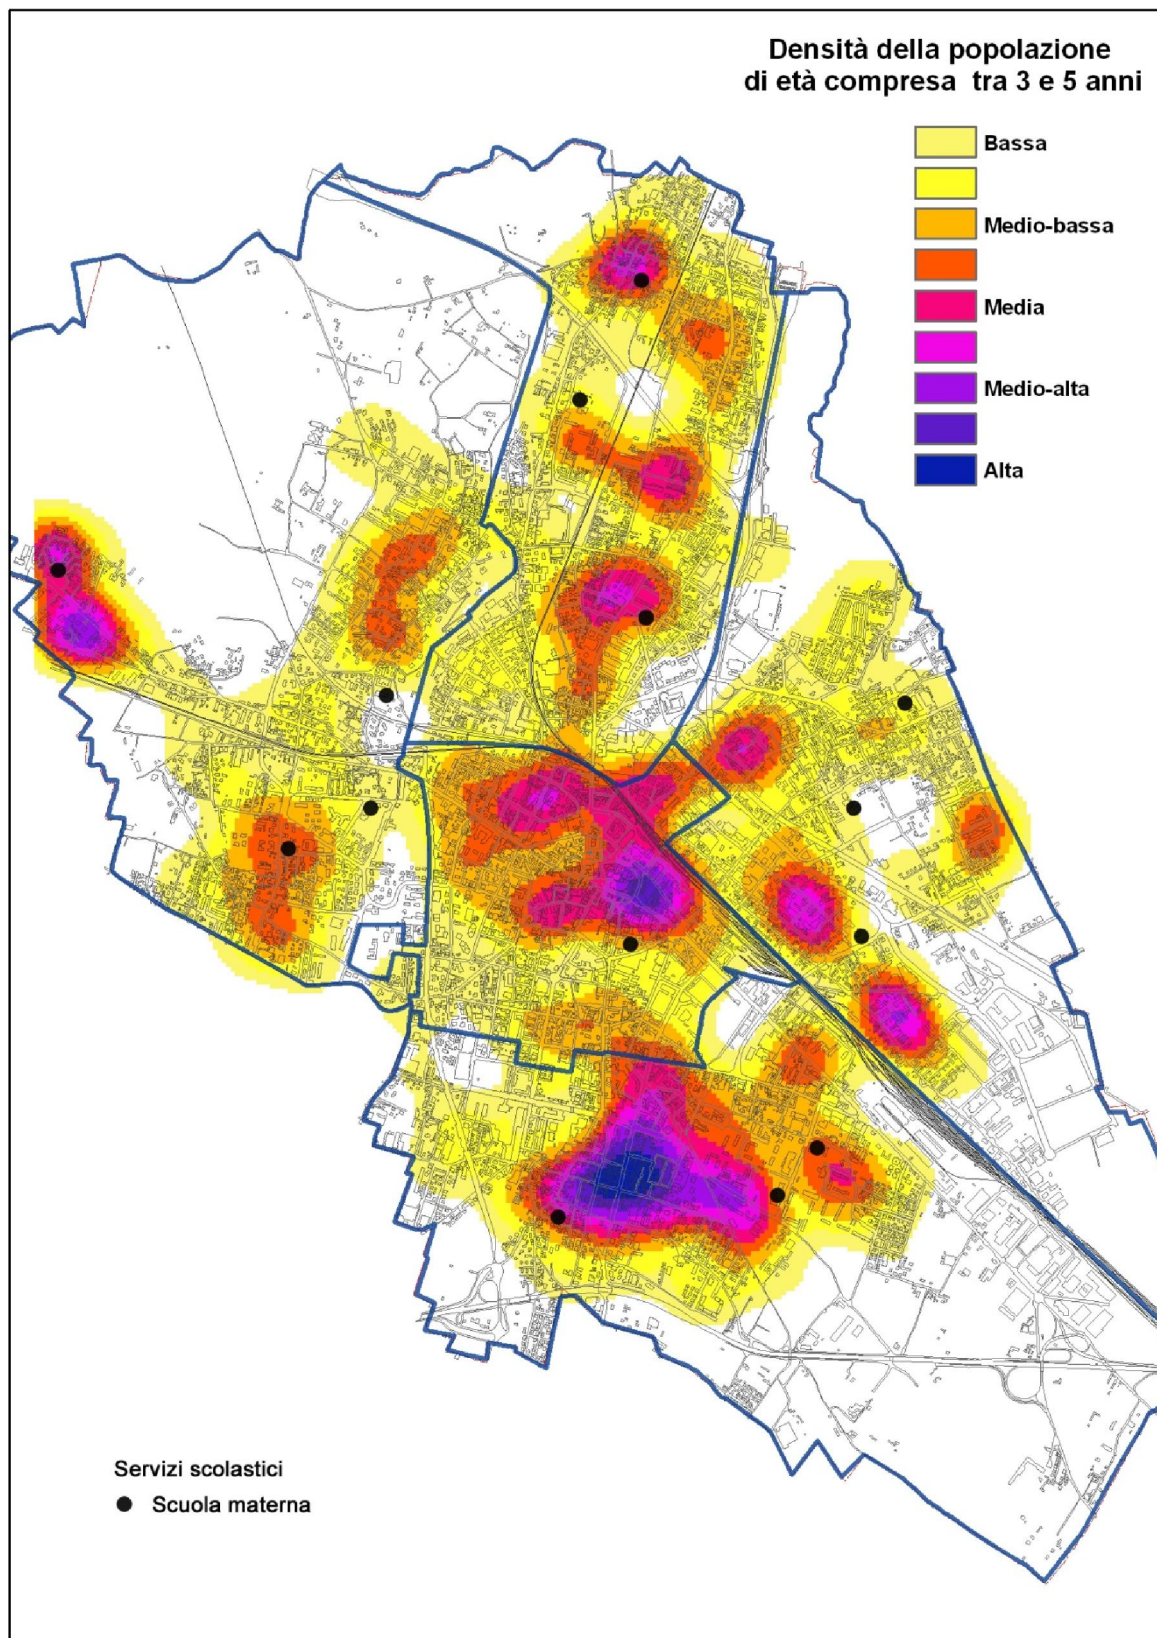 Densità della popolazione
di età compresa tra 3 e 5 anni
Bassa
Medio-bassa
Media
Medio-alta
Alta
Servizi scolastici
Scuola materna